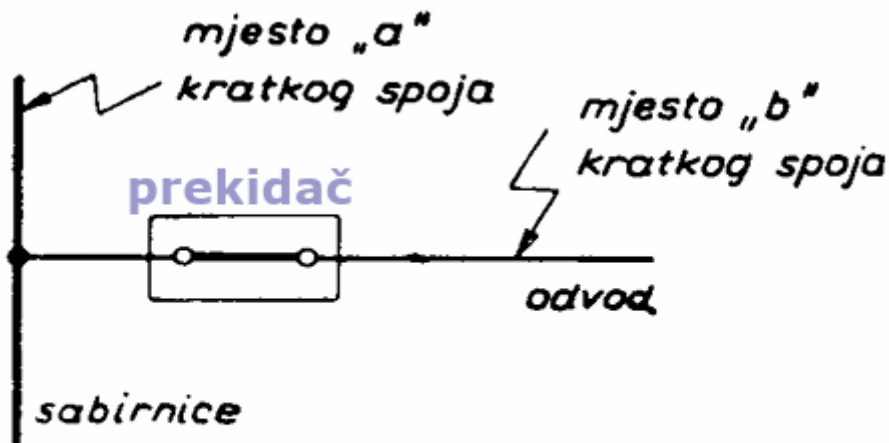 mjesto „a"
kratkog spoja
mjesto „b"
kratkog spoja
prekidač
odvod
sabirnice